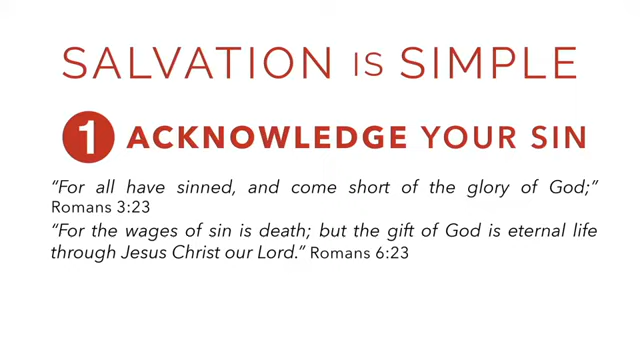 SALVATION IS SIMPLE
1 ACKNOWLEDGE YOUR SIN
“For all have sinned, and come short of the glory of God;”
Romans 3:23
“For the wages of sin is death; but the gift of God is eternal life
through Jesus Christ our Lord.” Romans 6:23